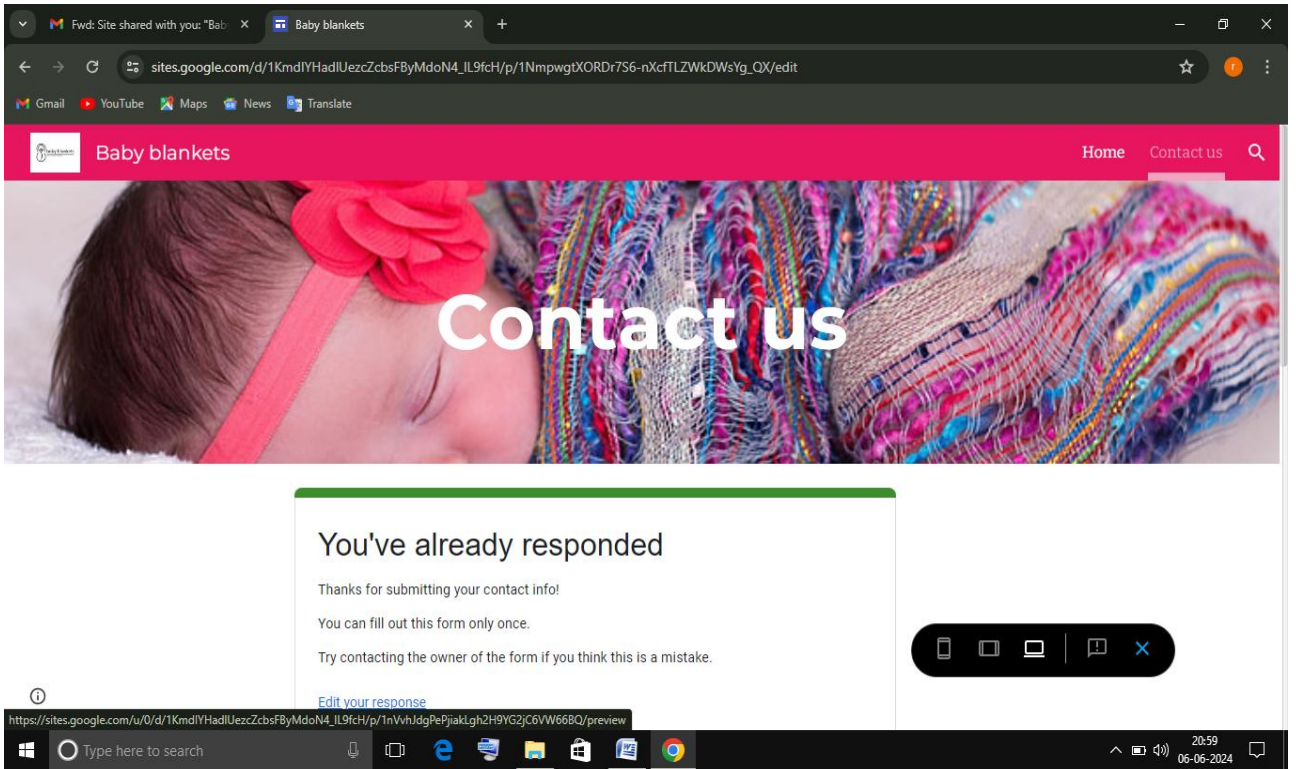 Fwd: Site shared with you: "Bab
Baby blankets
sites.google.com/d/1KmdIYHadIUezcZcbsFByMdoN4_IL9fcH/p/1NmpwgtXORDr7S6-nXcfTLZWkDWsYg_QX/edit
r
Gmail YouTube Maps News Translate
Baby blankets
Home Contact us
Contact us
You've already responded
Thanks for submitting your contact info!
You can fill out this form only once.
Try contacting the owner of the form if you think this is a mistake.
Edit your response
https://sites.google.com/u/0/d/1KmdIYHadIUezcZcbsFByMdoN4_IL9fcH/p/1nVvhJdgPePjiakLgh2H9YG2jC6VW66BQ/preview
Type here to search
20:59
06-06-2024